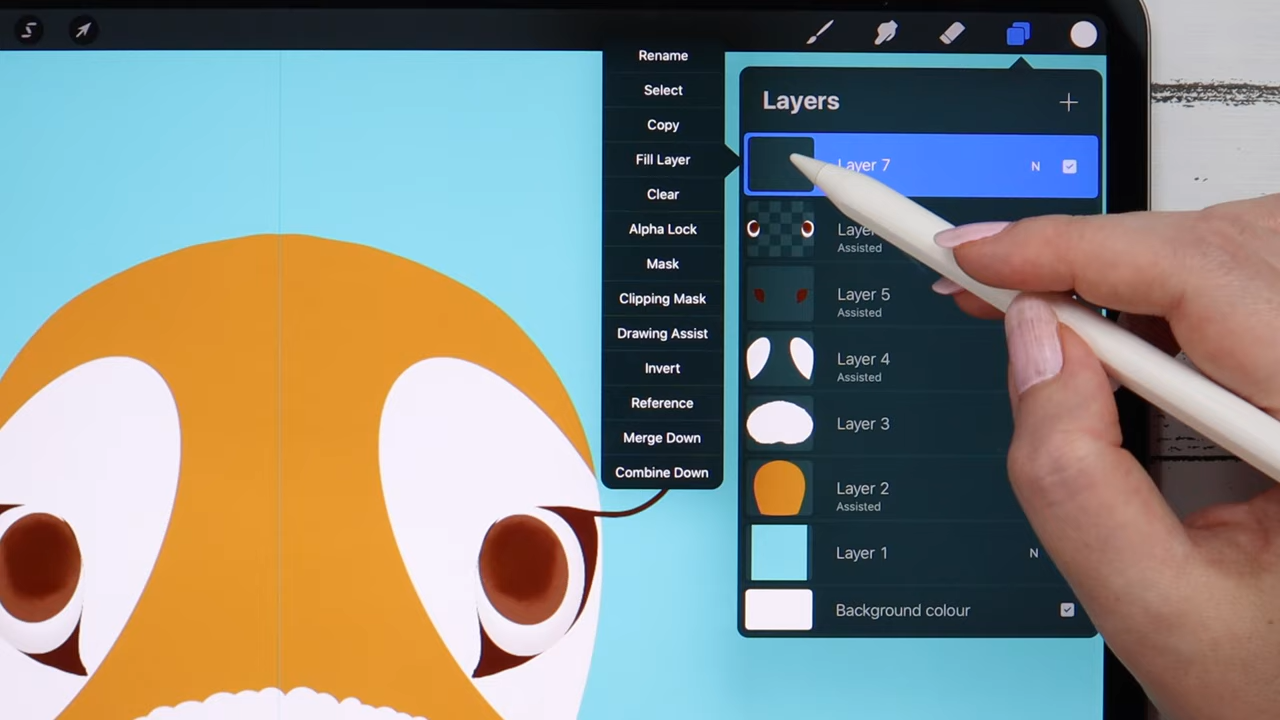 Rename
Select
Copy
Fill Layer
Clear
Alpha Lock
Mask
Clipping Mask
Drawing Assist
Invert
Reference
Merge Down
Combine Down
Layers
Layer 7 N
Assisted
Layer 5
Assisted
Layer 4
Assisted
Layer 3
Layer 2
Assisted
Layer 1 N
Background colour